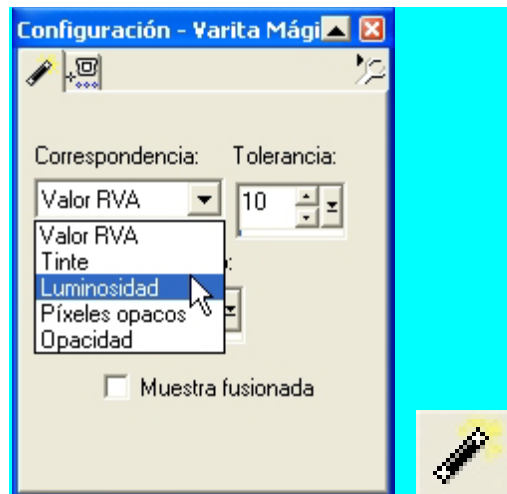 Configuración - Varita Mági
Correspondencia: Tolerancia:
Valor RVA 10
Valor RVA
Tinte
Luminosidad
Píxeles opacos
Opacidad
Muestra fusionada